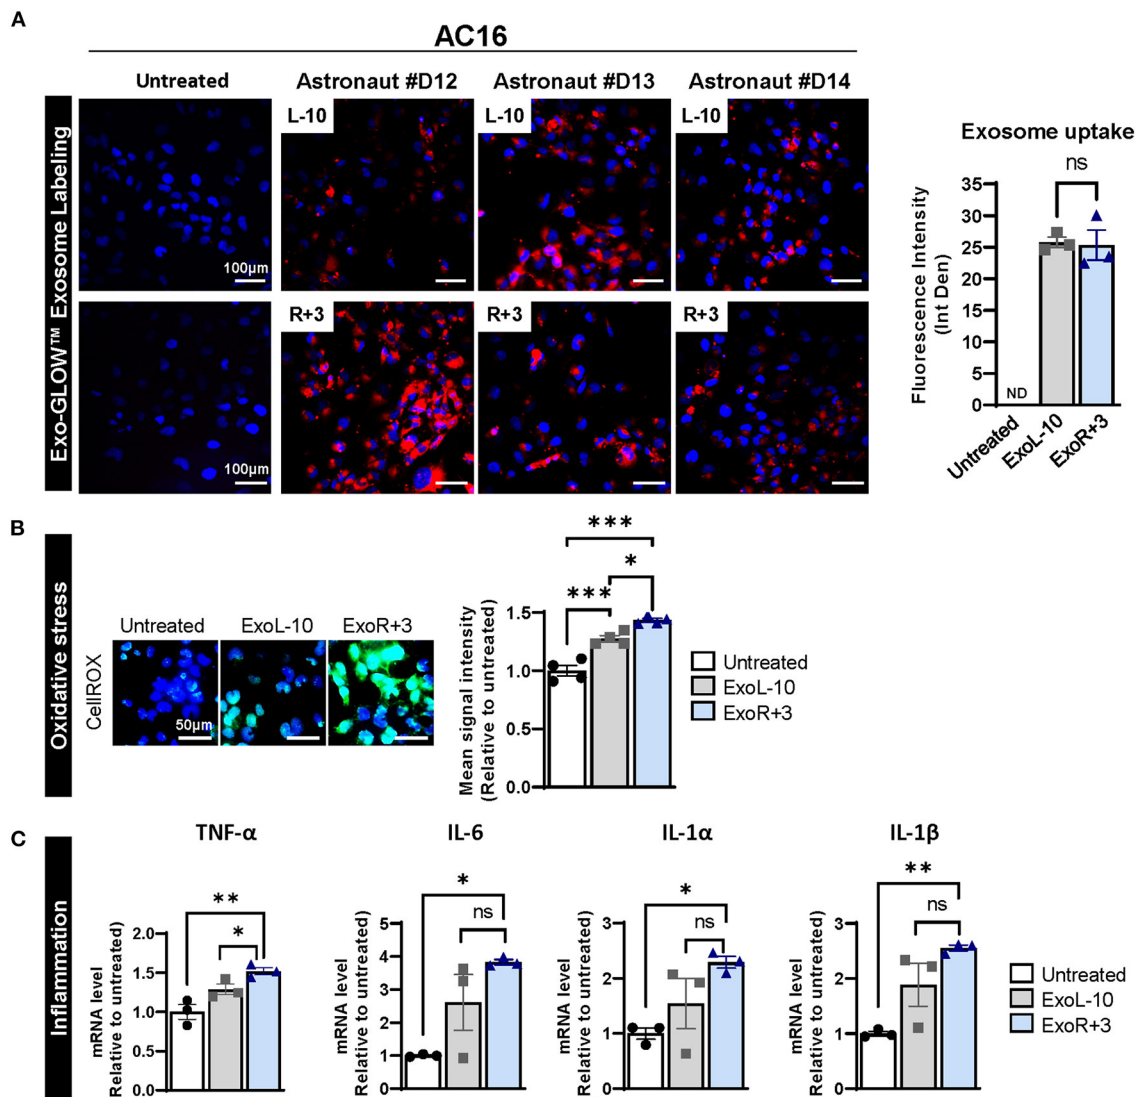 A
AC16
Untreated
Astronaut #D12
Astronaut #D13
Astronaut #D14
Exo-GLOW™ Exosome Labeling
L-10
L-10
L-10
100µm
R+3
R+3
R+3
100µm
Exosome uptake
ns
Fluorescence Intensity
(Int Den)
35
30
25
20
15
10
5
0
ND
Untreated
ExoL-10
ExoR+3
B
Oxidative stress
CellROX
Untreated
ExoL-10
ExoR+3
50µm
***
*
***
Mean signal intensity
(Relative to untreated)
1.5
1.0
0.5
0.0
Untreated
ExoL-10
ExoR+3
C
Inflammation
TNF-α
**
*
mRNA level
Relative to untreated)
2.0
1.5
1.0
0.5
0.0
IL-6
*
ns
mRNA level
Relative to untreated)
5
4
3
2
1
0
IL-1α
*
ns
mRNA level
Relative to untreated)
3
2
1
0
IL-1β
**
ns
mRNA level
Relative to untreated)
3
2
1
0
Untreated
ExoL-10
ExoR+3